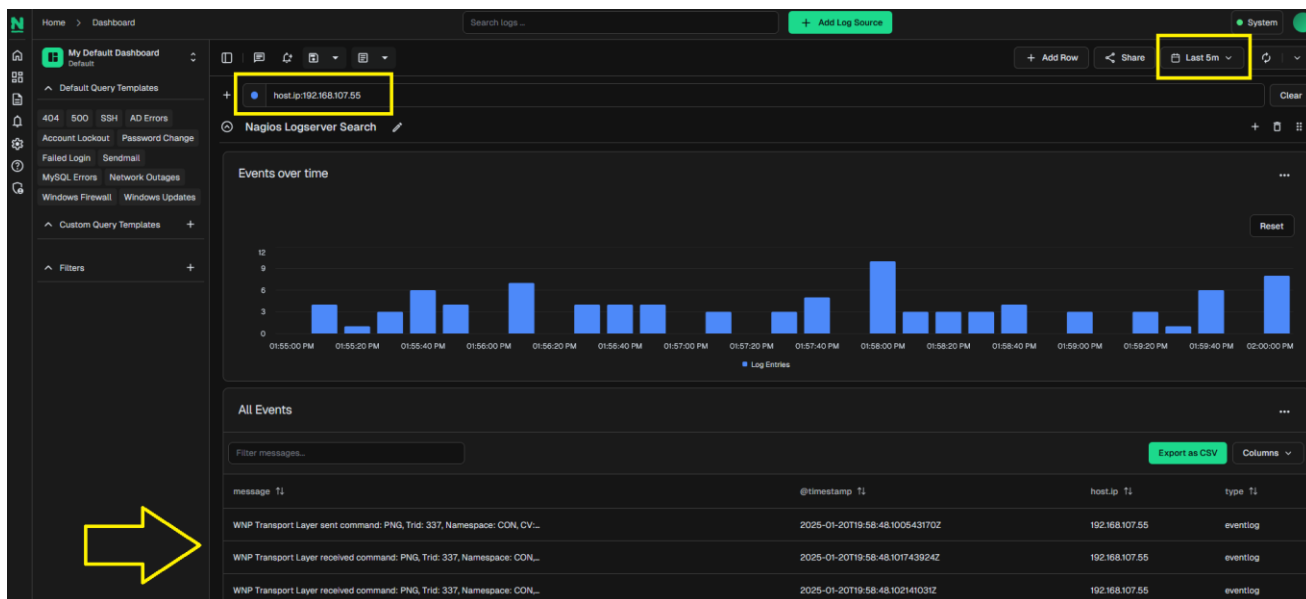 N
Home > Dashboard
Search logs ...
+ Add Log Source
System
My Default Dashboard
Default
+ Add Row
Share
Last 5m
Default Query Templates
404 500 SSH AD Errors
Account Lockout Password Change
Failed Login Sendmail
MySQL Errors Network Outages
Windows Firewall Windows Updates
Custom Query Templates +
Filters +
+ host.ip:192.168.107.55
Clear
Nagios Logserver Search
Events over time
Reset
12
9
6
3
0
01:55:00 PM 01:55:20 PM 01:55:40 PM 01:56:00 PM 01:56:20 PM 01:56:40 PM 01:57:00 PM 01:57:20 PM 01:57:40 PM 01:58:00 PM 01:58:20 PM 01:58:40 PM 01:59:00 PM 01:59:20 PM 01:59:40 PM 02:00:00 PM
Log Entries
All Events
Filter messages...
Export as CSV
Columns
message @timestamp host.ip type
WNP Transport Layer sent command: PNG, Trid: 337, Namespace: CON, CV:... 2025-01-20T19:58:48.100543170Z 192.168.107.55 eventlog
WNP Transport Layer received command: PNG, Trid: 337, Namespace: CON,... 2025-01-20T19:58:48.101743924Z 192.168.107.55 eventlog
WNP Transport Layer received command: PNG, Trid: 337, Namespace: CON,... 2025-01-20T19:58:48.102141031Z 192.168.107.55 eventlog